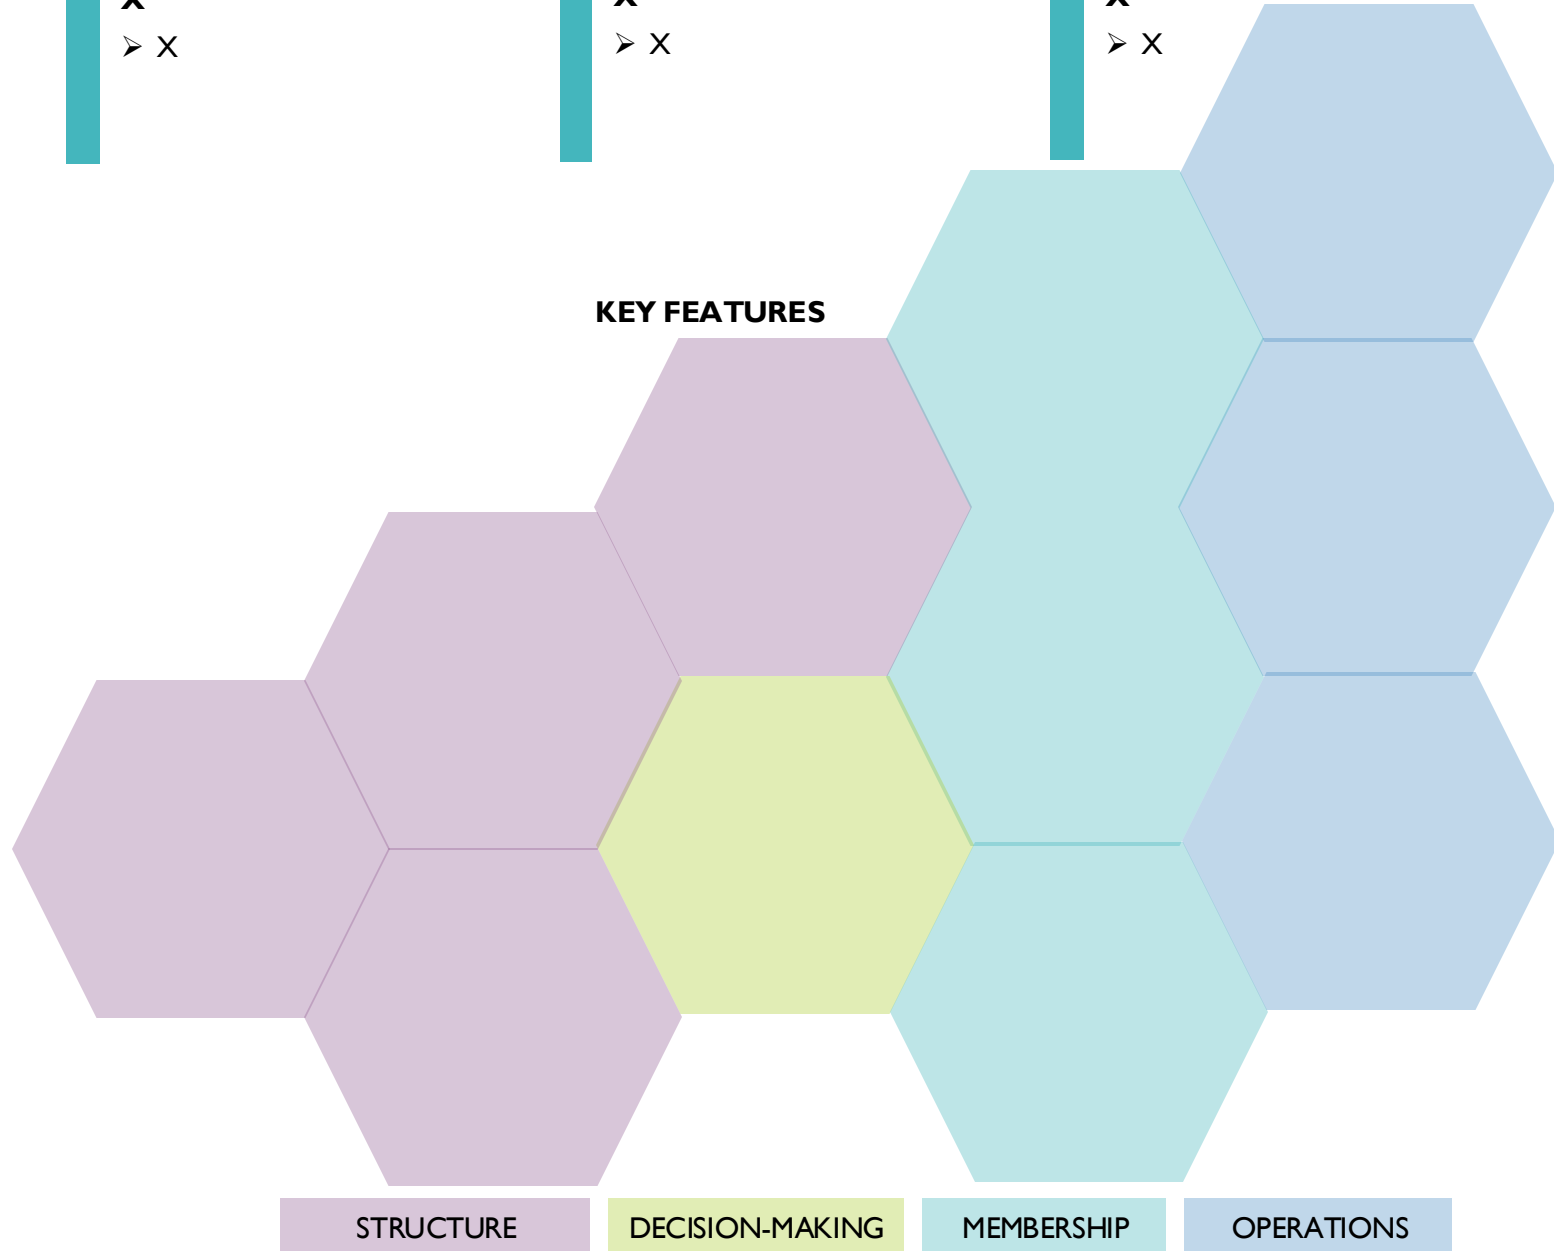 X
➢ X
X
➢ X
X
➢ X
KEY FEATURES
STRUCTURE
DECISION-MAKING
MEMBERSHIP
OPERATIONS